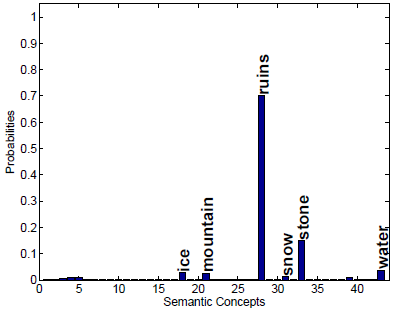 1
0.9
0.8
0.7
0.6
0.5
0.4
0.3
0.2
0.1
0
Probabilities
ice
mountain
ruins
snow
stone
water
0 5 10 15 20 25 30 35 40
Semantic Concepts